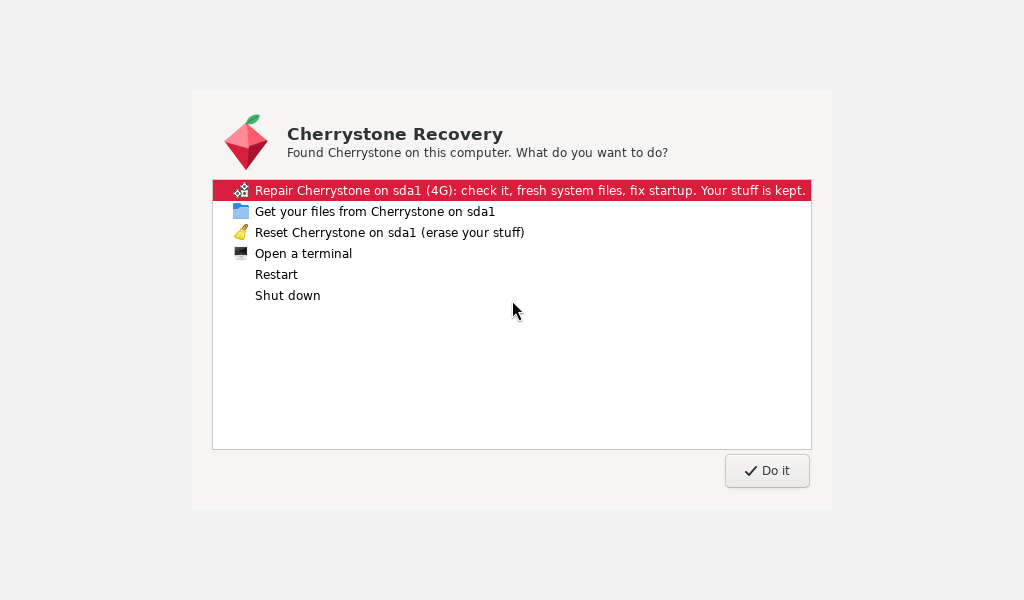 Cherrystone Recovery
Found Cherrystone on this computer. What do you want to do?
Repair Cherrystone on sda1 (4G): check it, fresh system files, fix startup. Your stuff is kept.
Get your files from Cherrystone on sda1
Reset Cherrystone on sda1 (erase your stuff)
Open a terminal
Restart
Shut down
Do it